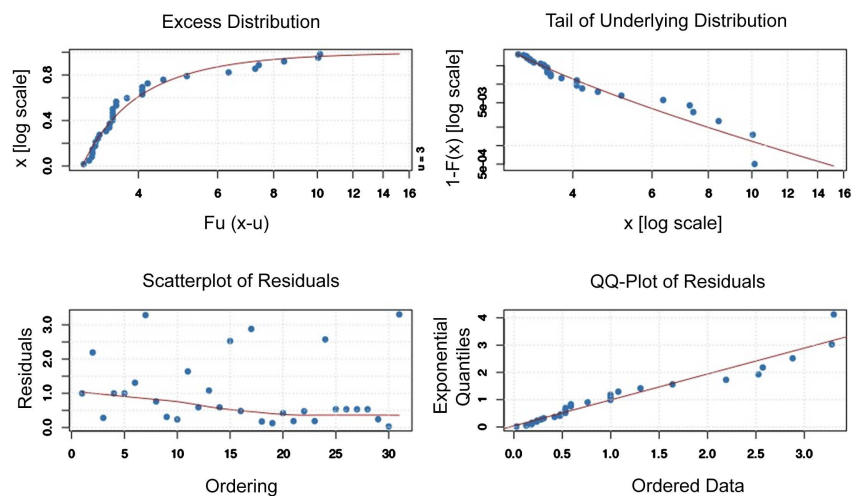 Excess Distribution
x [log scale]
0.0 0.4 0.8
4 6 8 10 12 14 16
u = 3
Fu (x-u)
Tail of Underlying Distribution
1-F(x) [log scale]
5e-04 5e-03
4 6 8 10 12 14 16
x [log scale]
Scatterplot of Residuals
Residuals
0.0 1.0 2.0 3.0
0 5 10 15 20 25 30
Ordering
QQ-Plot of Residuals
Exponential
Quantiles
0 1 2 3 4
0.0 0.5 1.0 1.5 2.0 2.5 3.0
Ordered Data